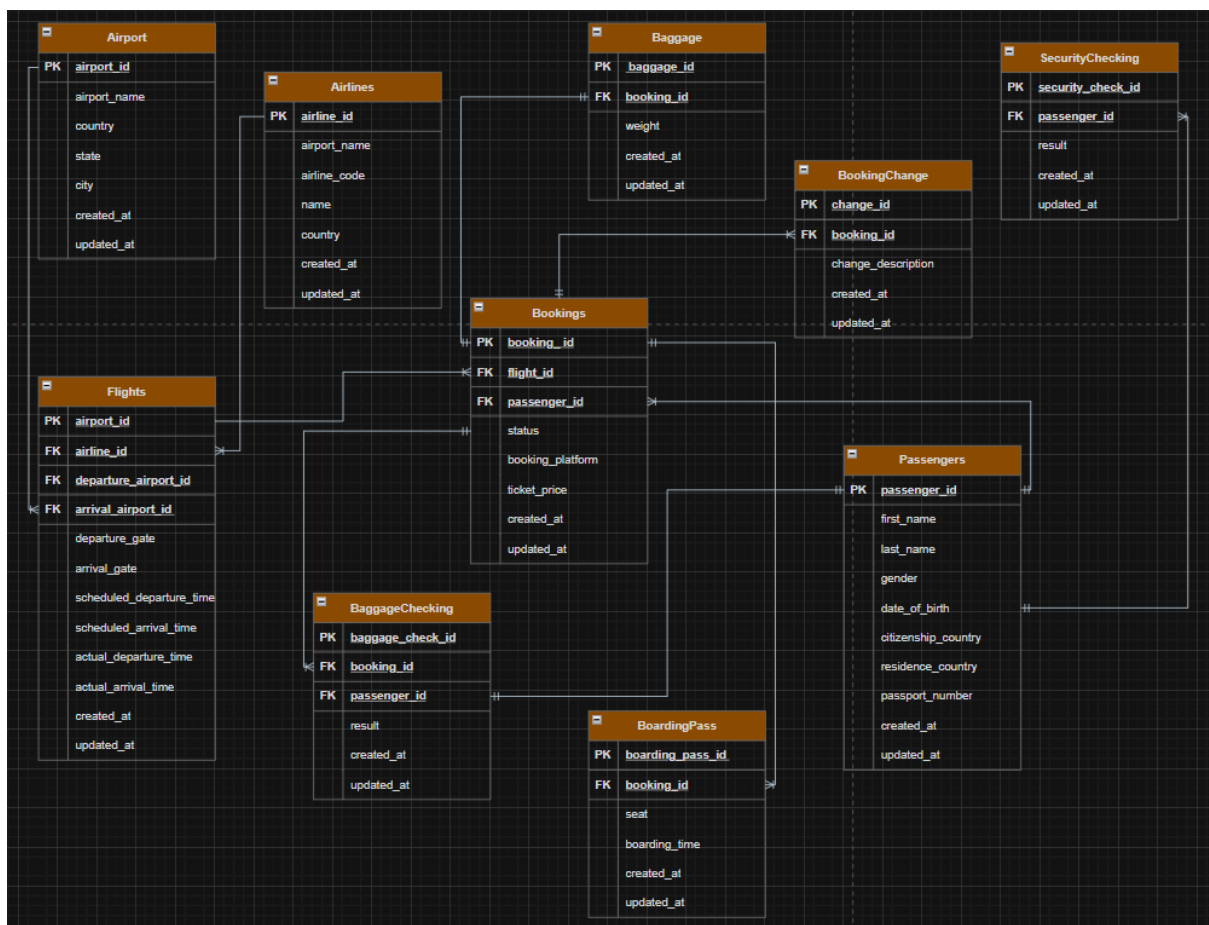 Airport
PK airport_id
airport_name
country
state
city
created_at
updated_at
Airlines
PK airline_id
airport_name
airline_code
name
country
created_at
updated_at
Baggage
PK baggage_id
FK booking_id
weight
created_at
updated_at
SecurityChecking
PK security_check_id
FK passenger_id
result
created_at
updated_at
BookingChange
PK change_id
FK booking_id
change_description
created_at
updated_at
Bookings
PK booking_id
FK flight_id
FK passenger_id
status
booking_platform
ticket_price
created_at
updated_at
Flights
PK airport_id
FK airline_id
FK departure_airport_id
FK arrival_airport_id
departure_gate
arrival_gate
scheduled_departure_time
scheduled_arrival_time
actual_departure_time
actual_arrival_time
created_at
updated_at
Passengers
PK passenger_id
first_name
last_name
gender
date_of_birth
citizenship_country
residence_country
passport_number
created_at
updated_at
BaggageChecking
PK baggage_check_id
FK booking_id
FK passenger_id
result
created_at
updated_at
BoardingPass
PK boarding_pass_id
FK booking_id
seat
boarding_time
created_at
updated_at